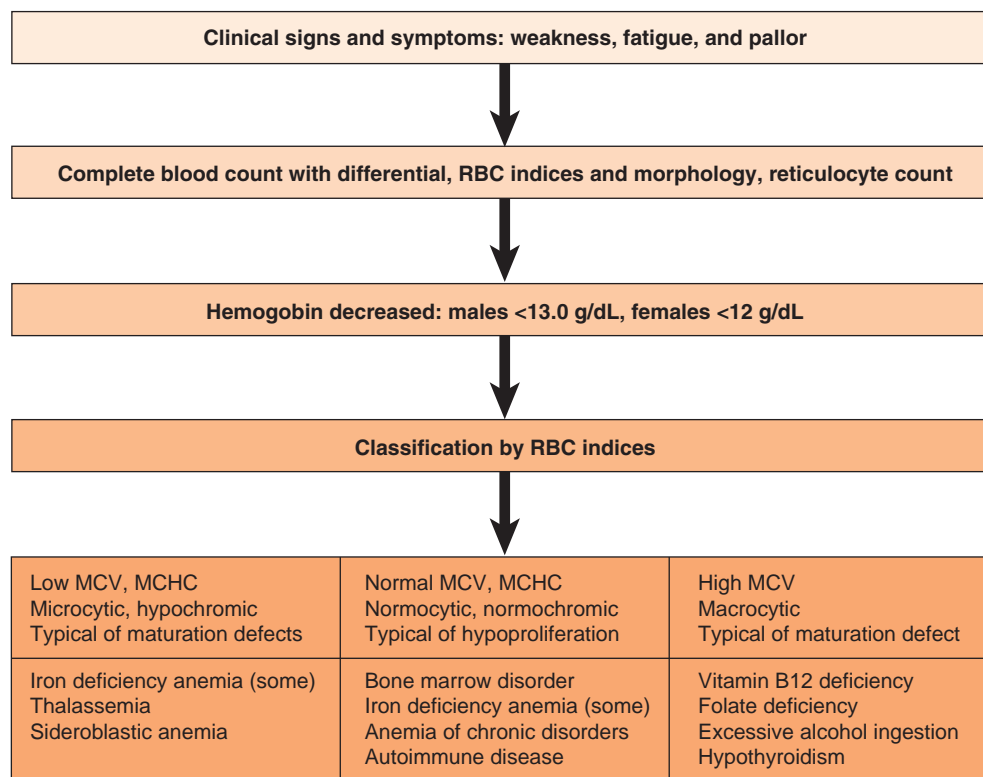 Clinical signs and symptoms: weakness, fatigue, and pallor
Complete blood count with differential, RBC indices and morphology, reticulocyte count
Hemogobin decreased: males <13.0 g/dL, females <12 g/dL
Classification by RBC indices
Low MCV, MCHC
Microcytic, hypochromic
Typical of maturation defects
Normal MCV, MCHC
Normocytic, normochromic
Typical of hypoproliferation
High MCV
Macrocytic
Typical of maturation defect
Iron deficiency anemia (some)
Thalassemia
Sideroblastic anemia
Bone marrow disorder
Iron deficiency anemia (some)
Anemia of chronic disorders
Autoimmune disease
Vitamin B12 deficiency
Folate deficiency
Excessive alcohol ingestion
Hypothyroidism